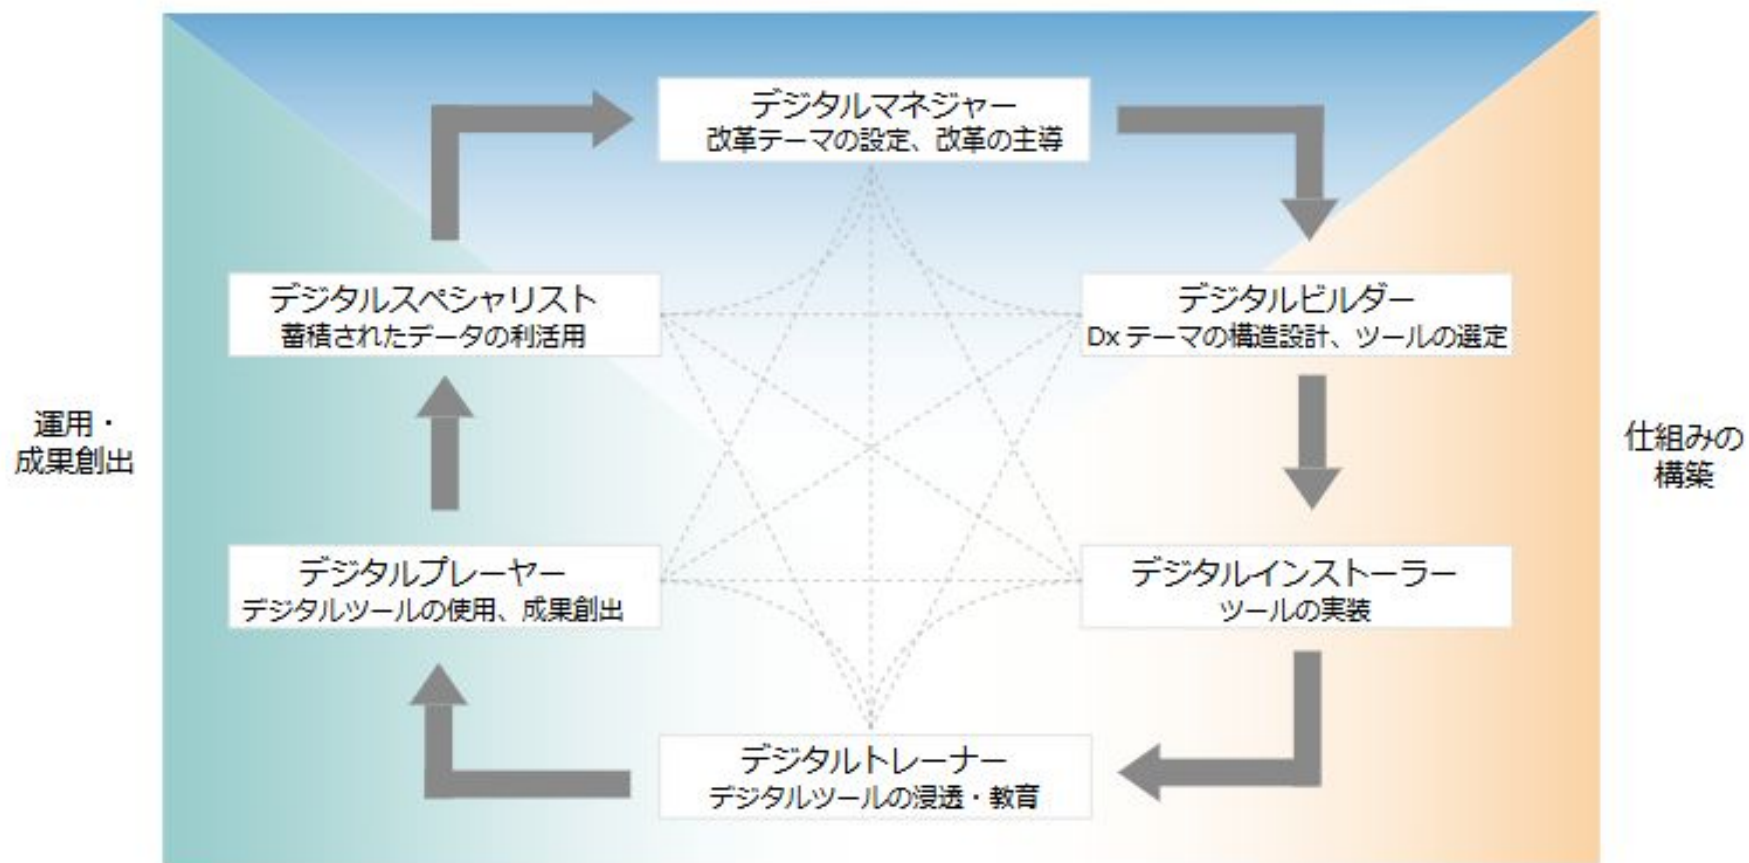 デジタルマネジャー
改革テーマの設定、改革の主導
デジタルスペシャリスト
蓄積されたデータの利活用
デジタルビルダー
Dx テーマの構造設計、ツールの選定
運用・
成果創出
仕組みの
構築
デジタルプレーヤー
デジタルツールの使用、成果創出
デジタルインストーラー
ツールの実装
デジタルトレーナー
デジタルツールの浸透・教育